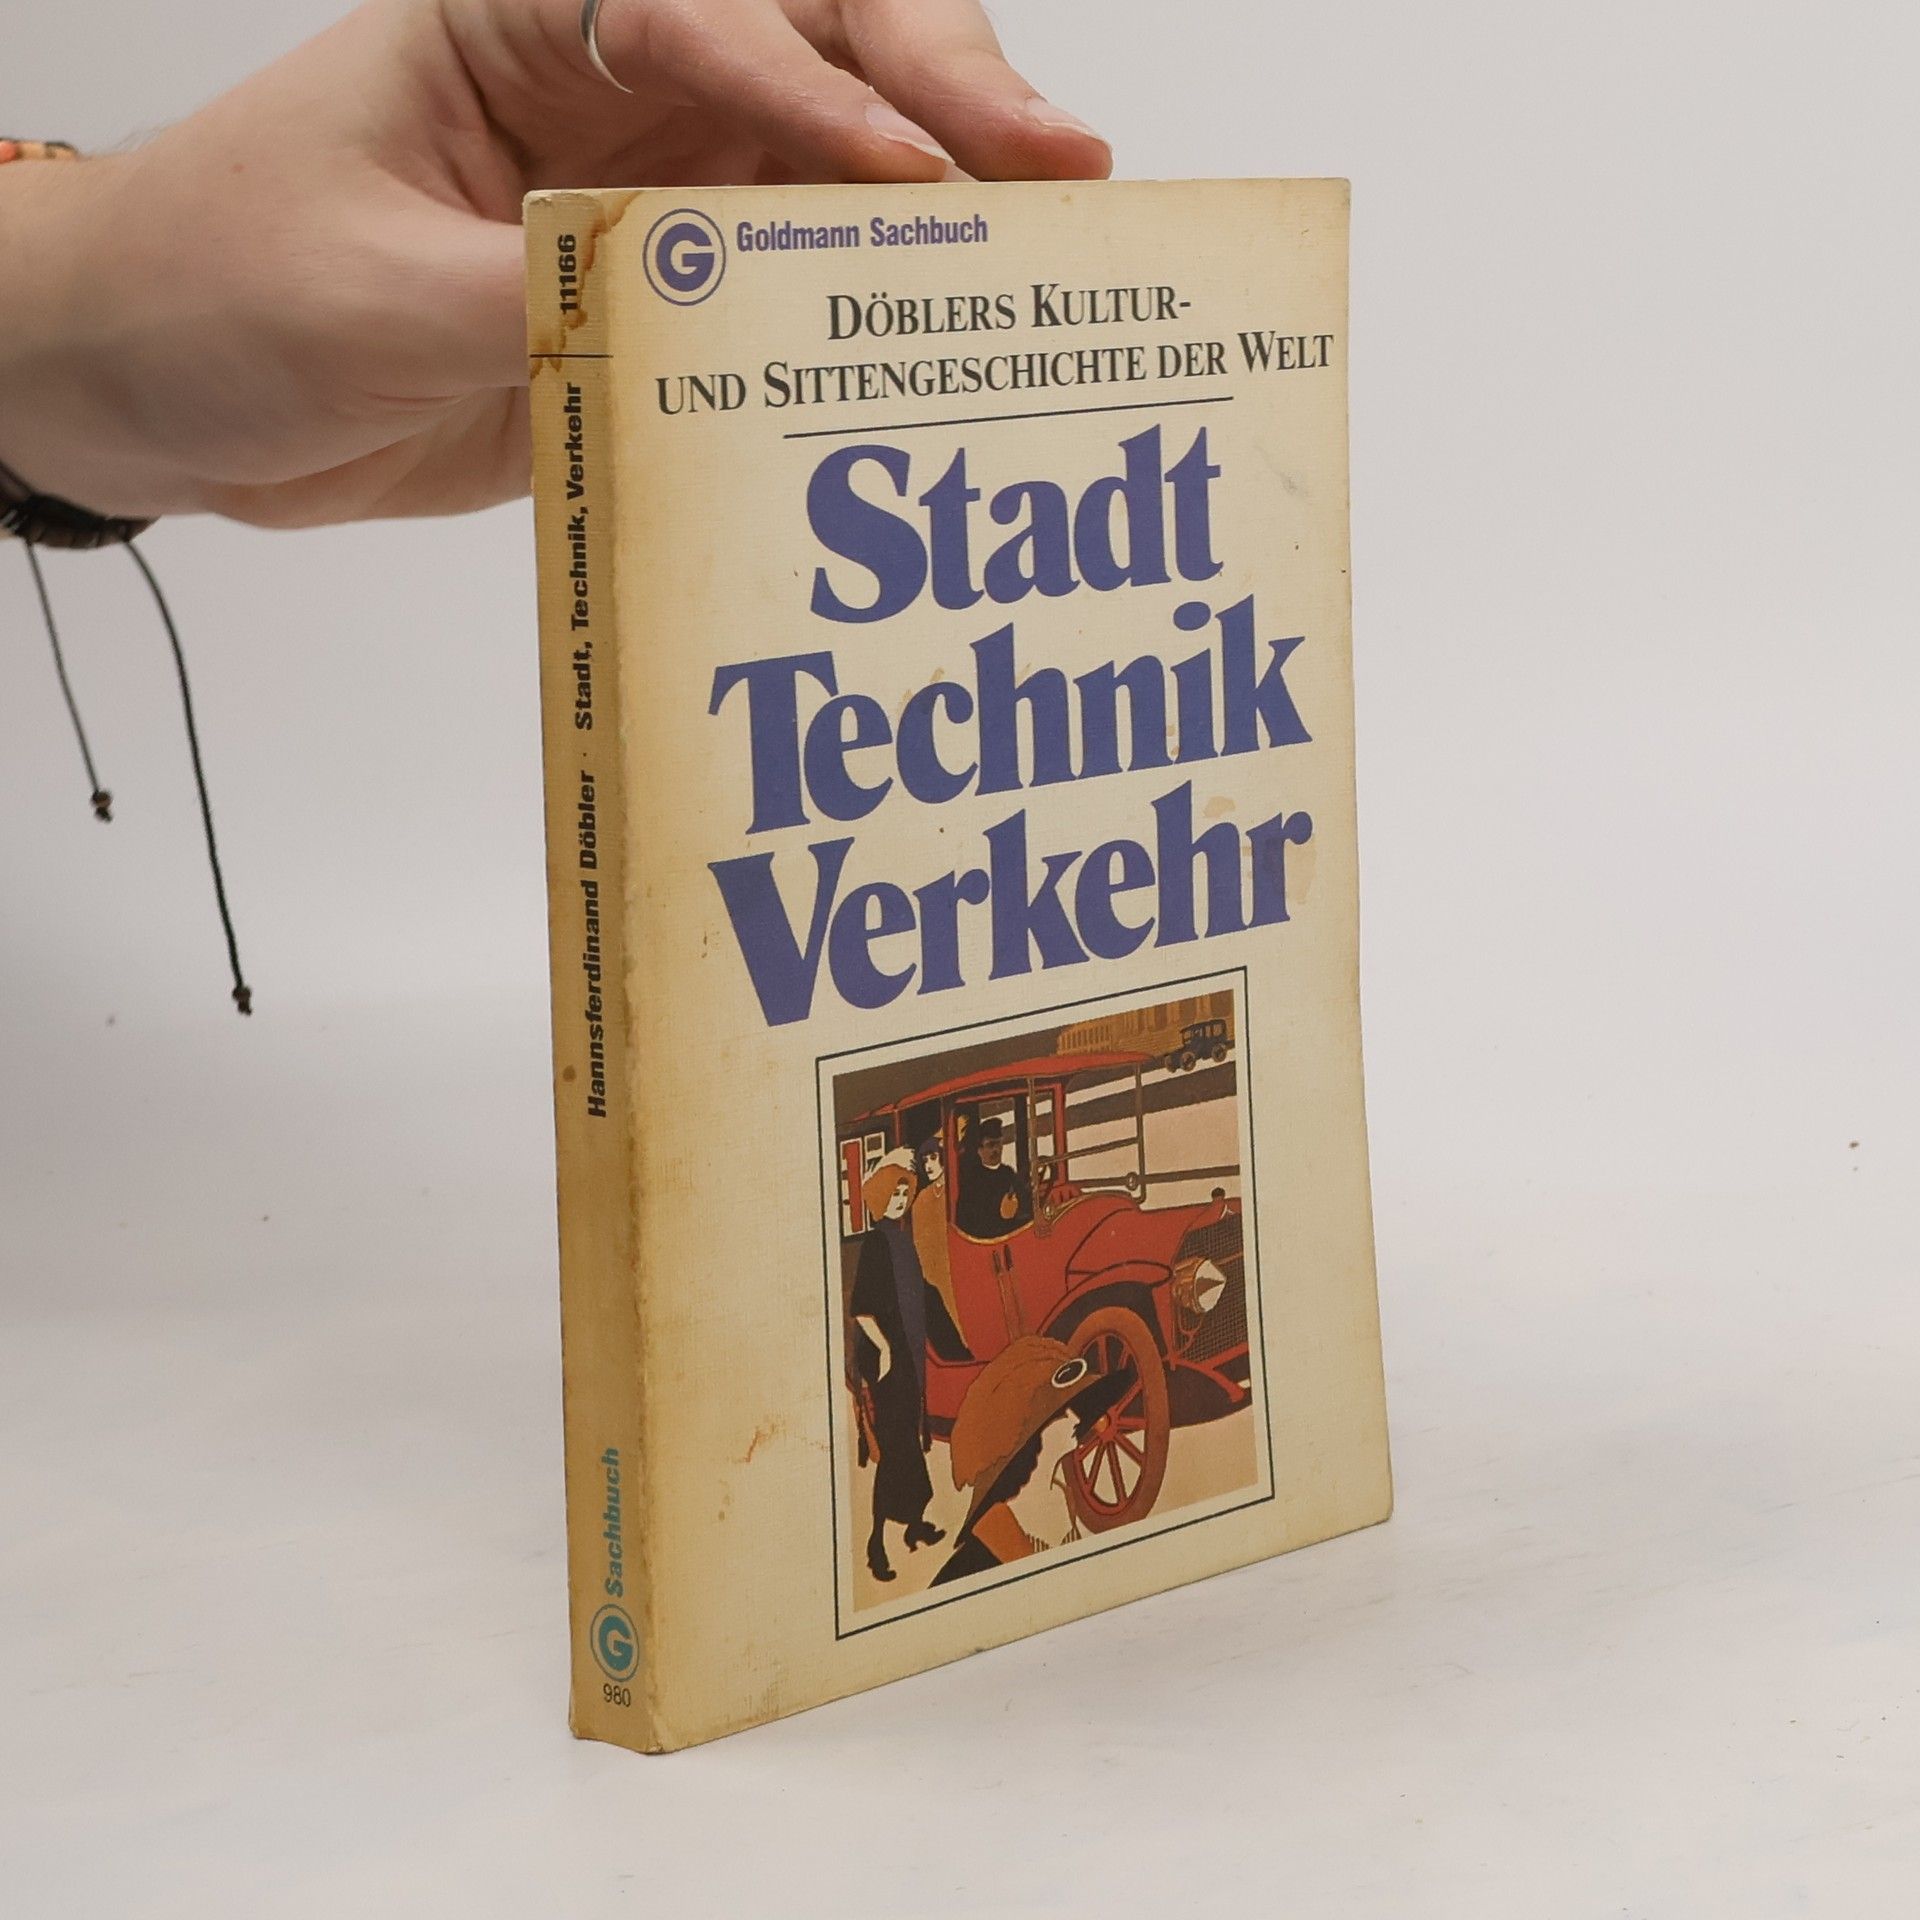 G Goldmann Sachbuch
DÖBLERS KULTUR-
UND SITTENGESCHICHTE DER WELT
Stadt
Technik
Verkehr
11166
Hannsferdinand Döbler · Stadt, Technik, Verkehr
G Sachbuch
980